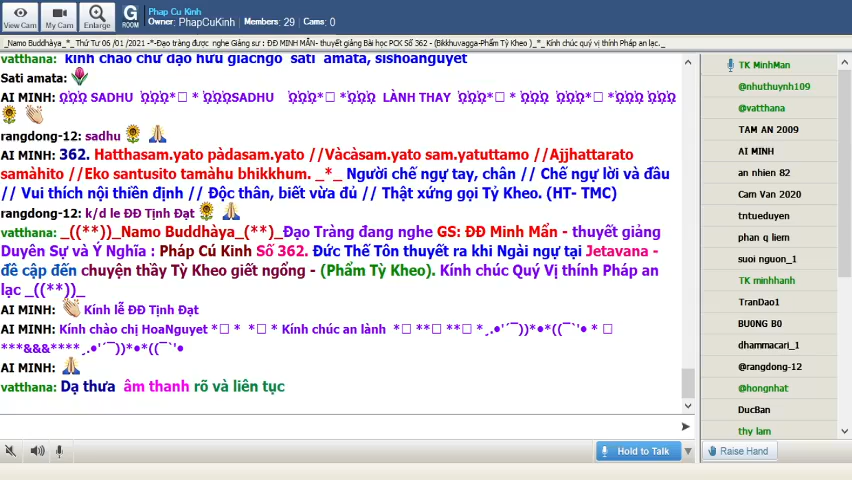 Phap Cu Kinh
Owner: PhapCuKinh | Members: 29 | Cams: 0
View Cam
My Cam
Enlarge
G
ROOM
_Namo Buddhàya_*_ Thứ Tư 06 /01 /2021 -*-Đạo tràng được nghe Giảng sư : ĐĐ MINH MẪN- thuyết giảng Bài học PCK Số 362 - (Bikkhuvagga-Phẩm Tỳ Kheo )_*_ Kính chúc quý vị thính Pháp an lạc._
vatthana: kính chào chư đạo hữu giacngo sati amata, sishoanguyet
Sati amata:
AI MINH: SADHU SADHU LÀNH THAY
rangdong-12: sadhu
AI MINH: 362. Hatthasam.yato pàdasam.yato //Vàcàsam.yato sam.yatuttamo //Ajjhattarato
samàhito //Eko santusito tamàhu bhikkhum. _*_ Người chế ngự tay, chân // Chế ngự lời và đầu
// Vui thích nội thiền định // Độc thân, biết vừa đủ // Thật xứng gọi Tỷ Kheo. (HT- TMC)
rangdong-12: k/d le ĐĐ Tịnh Đạt
vatthana: _((**))_Namo Buddhàya_(**)_Đạo Tràng đang nghe GS: ĐĐ Minh Mẫn - thuyết giảng
Duyên Sự và Ý Nghĩa : Pháp Cú Kinh Số 362. Đức Thế Tôn thuyết ra khi Ngài ngự tại Jetavana -
đề cập đến chuyện thầy Tỳ Kheo giết ngỗng - (Phẩm Tỳ Kheo). Kính chúc Quý Vị thính Pháp an
lạc _((**))_
AI MINH: Kính lễ ĐĐ Tịnh Đạt
AI MINH: Kính chào chị HoaNguyet Kính chúc an lành
AI MINH:
vatthana: Dạ thưa âm thanh rõ và liên tục
Hold to Talk
TK MinhMan
@nhuthuynh109
@vatthana
TAM AN 2009
AI MINH
an nhien 82
Cam Van 2020
tntueduyen
phan q liem
suoi nguon_1
TK minhhanh
TranDao1
BU0NG B0
dhammacari_1
@rangdong-12
@hongnhat
DucBan
thy lam
Raise Hand